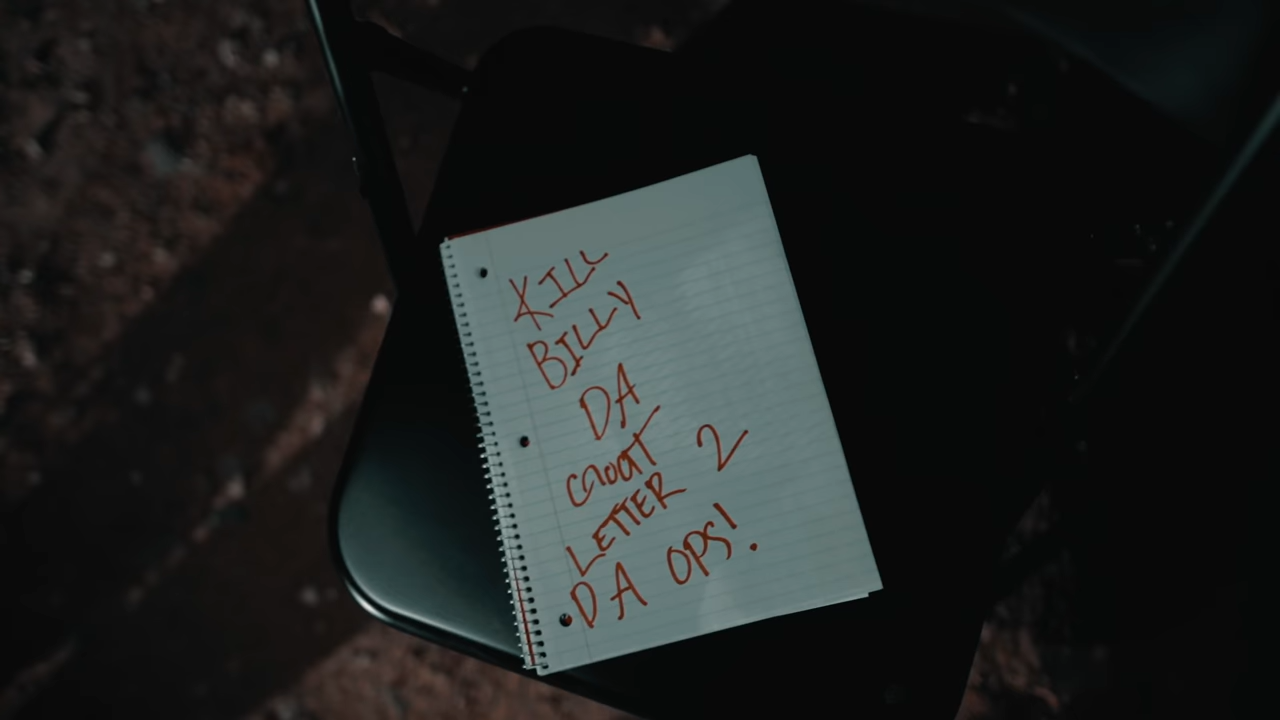 KILL
BILLY
DA
GOAT
LETTER 2
DA OPS!